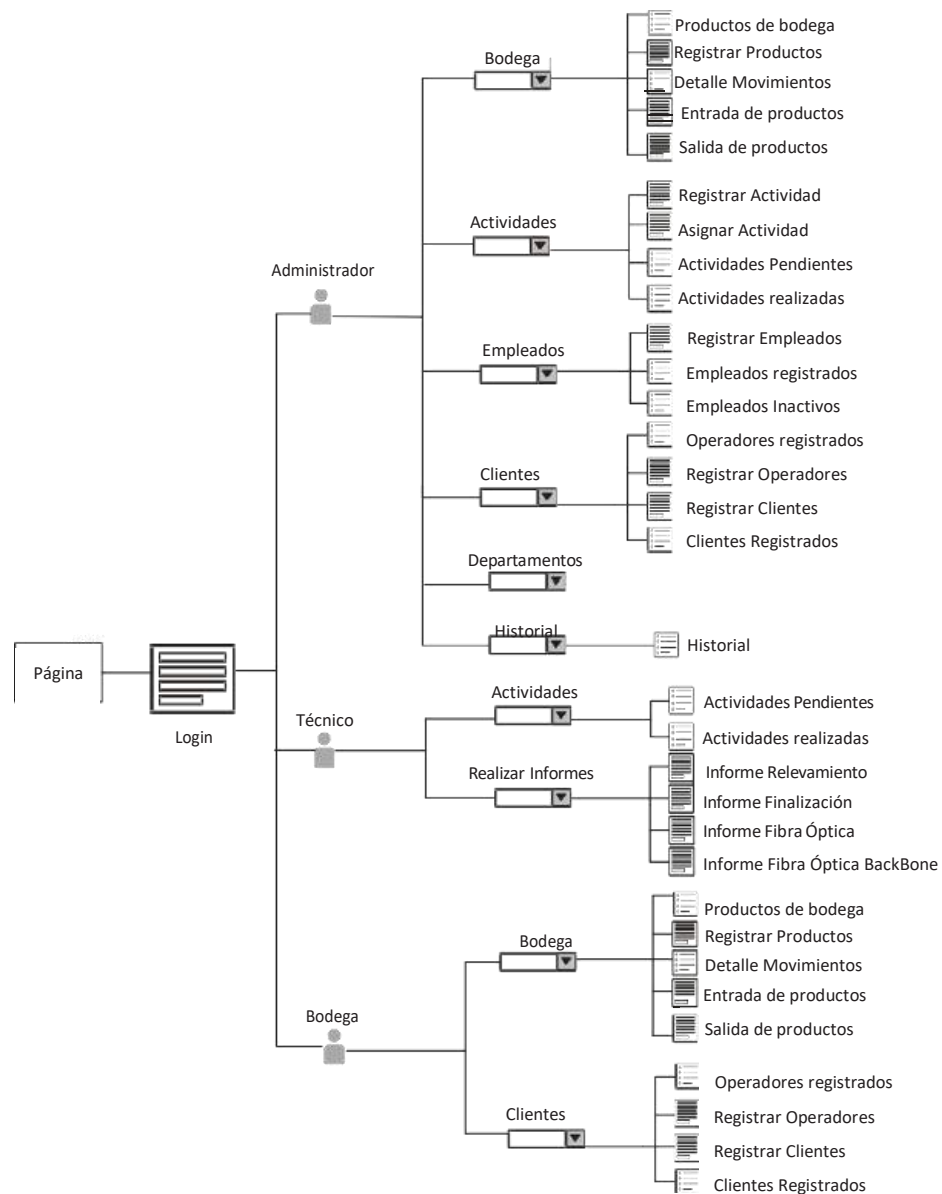 Productos de bodega
Bodega
Registrar Productos
Detalle Movimientos
Entrada de productos
Salida de productos
Registrar Actividad
Actividades
Asignar Actividad
Actividades Pendientes
Administrador
Actividades realizadas
Registrar Empleados
Empleados
Empleados registrados
Empleados Inactivos
Operadores registrados
Clientes
Registrar Operadores
Registrar Clientes
Clientes Registrados
Departamentos
Historial
Historial
Página
Login
Técnico
Actividades
Actividades Pendientes
Actividades realizadas
Realizar Informes
Informe Relevamiento
Informe Finalización
Informe Fibra Óptica
Informe Fibra Óptica BackBone
Productos de bodega
Bodega
Registrar Productos
Detalle Movimientos
Entrada de productos
Bodega
Salida de productos
Operadores registrados
Clientes
Registrar Operadores
Registrar Clientes
Clientes Registrados